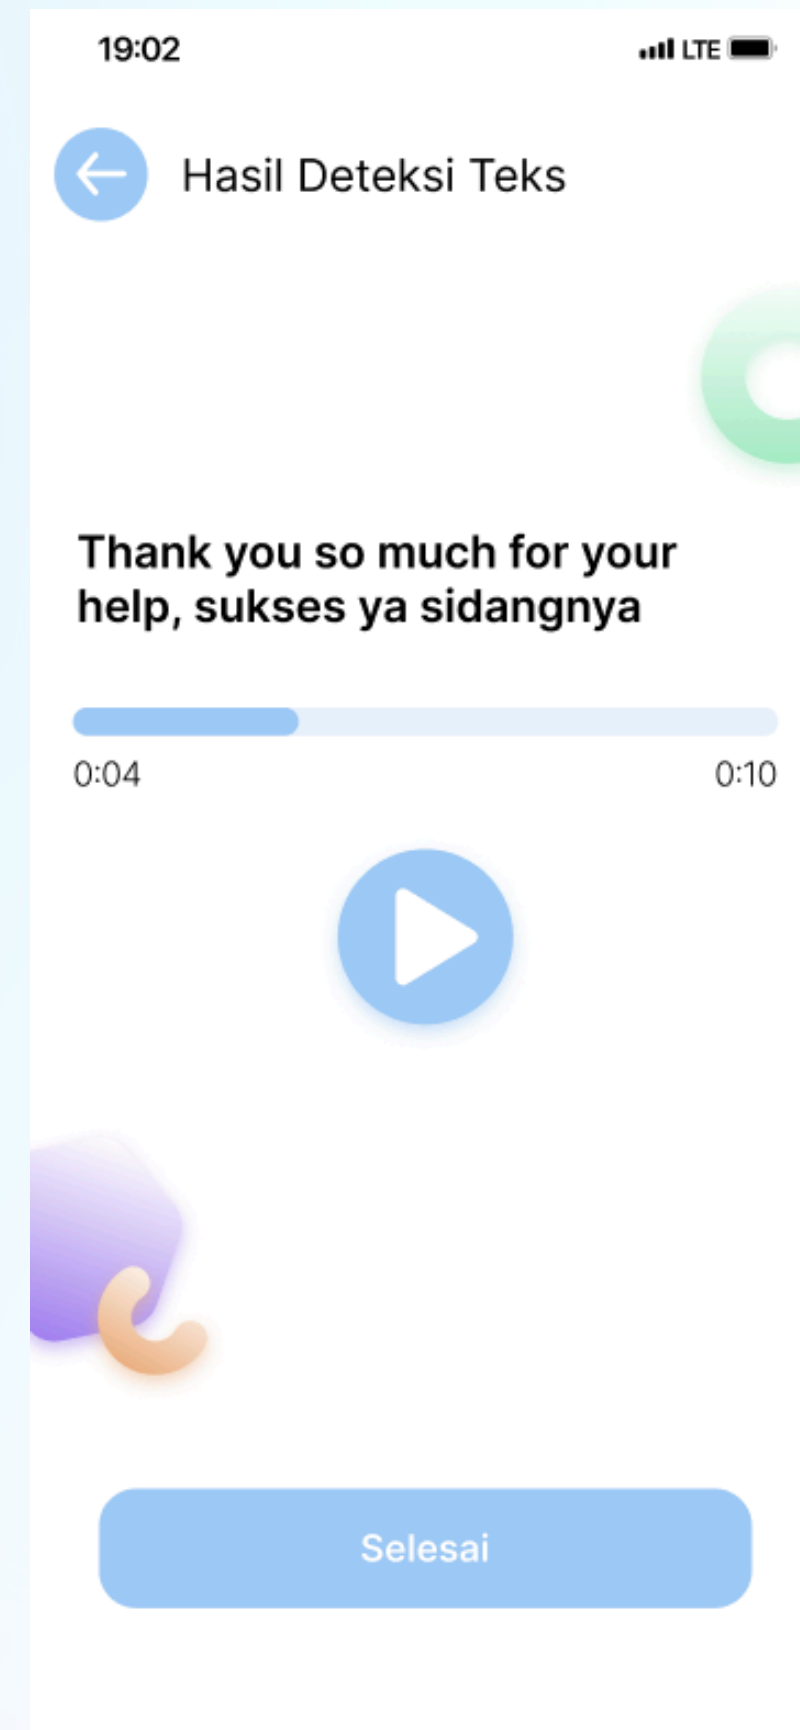 19:02
LTE
Hasil Deteksi Teks
Thank you so much for your
help, sukses ya sidangnya
0:04
0:10
Selesai